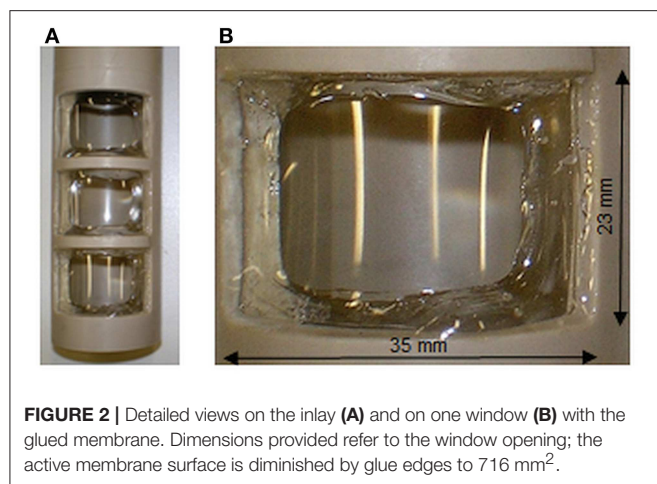 A
B
23 mm
35 mm
FIGURE 2 | Detailed views on the inlay (A) and on one window (B) with the
glued membrane. Dimensions provided refer to the window opening; the
active membrane surface is diminished by glue edges to 716 mm².